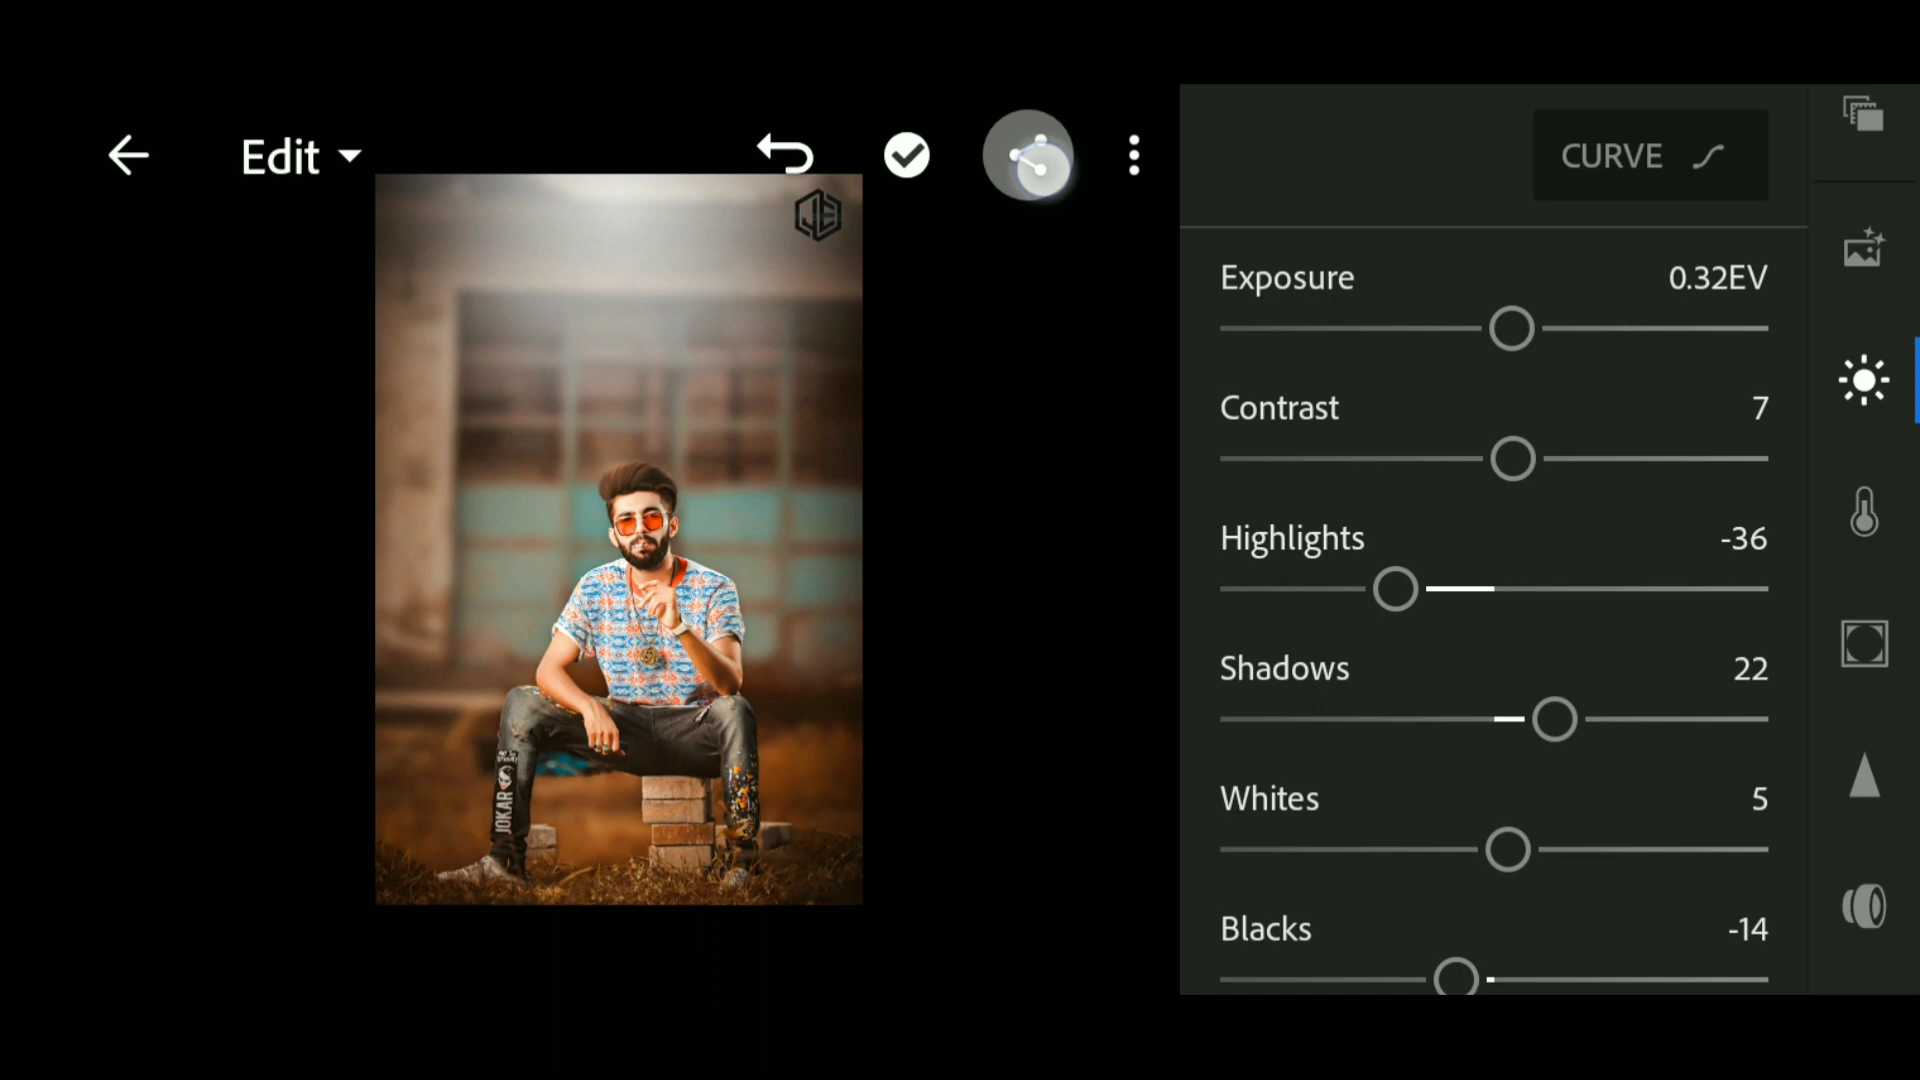 Edit
CURVE
Exposure 0.32EV
Contrast 7
Highlights -36
Shadows 22
Whites 5
Blacks -14
JOKAR